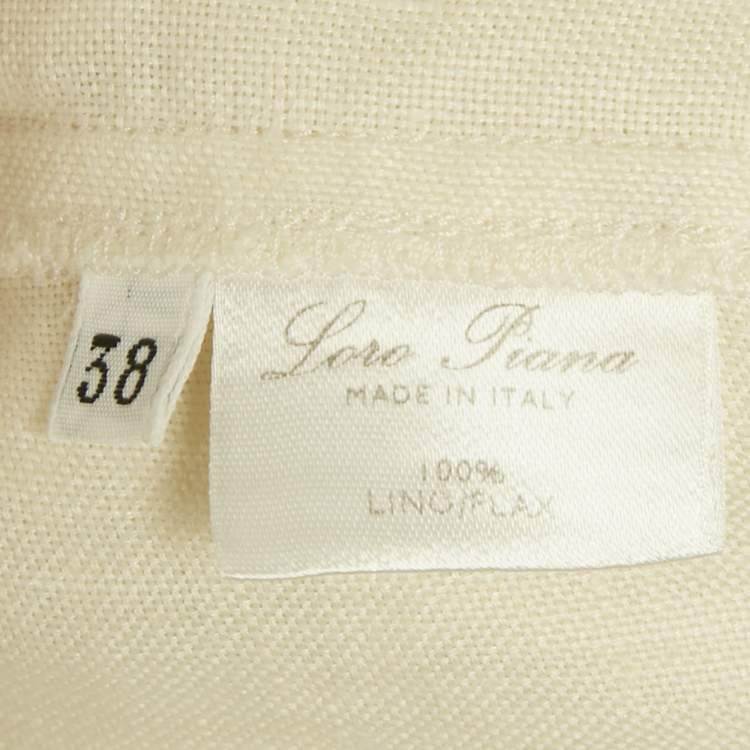 38
Loro Piana
MADE IN ITALY
100%
LINO/FLAX